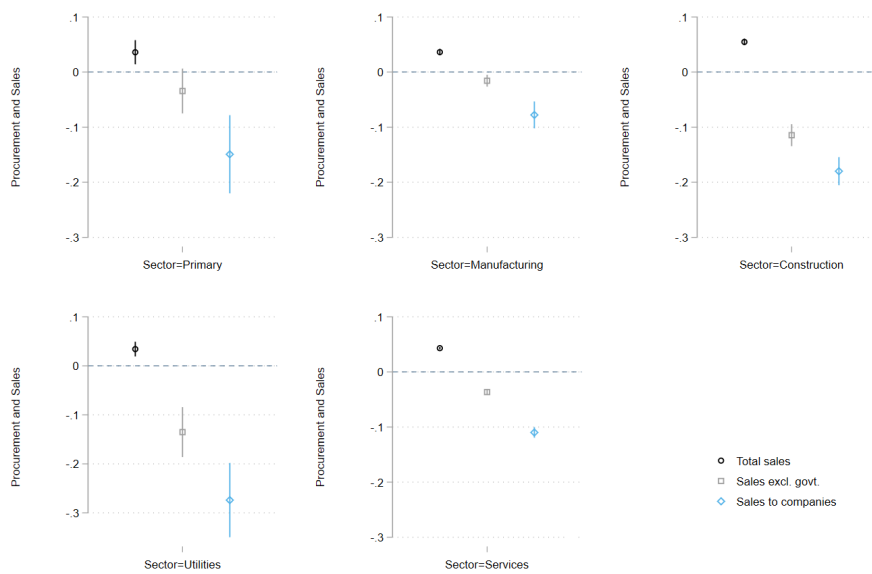 Procurement and Sales
.1
0
-.1
-.2
-.3
Sector=Primary
Procurement and Sales
.1
0
-.1
-.2
-.3
Sector=Manufacturing
Procurement and Sales
.1
0
-.1
-.2
-.3
Sector=Construction
Procurement and Sales
.1
0
-.1
-.2
-.3
Sector=Utilities
Procurement and Sales
.1
0
-.1
-.2
-.3
Sector=Services
Total sales
Sales excl. govt.
Sales to companies